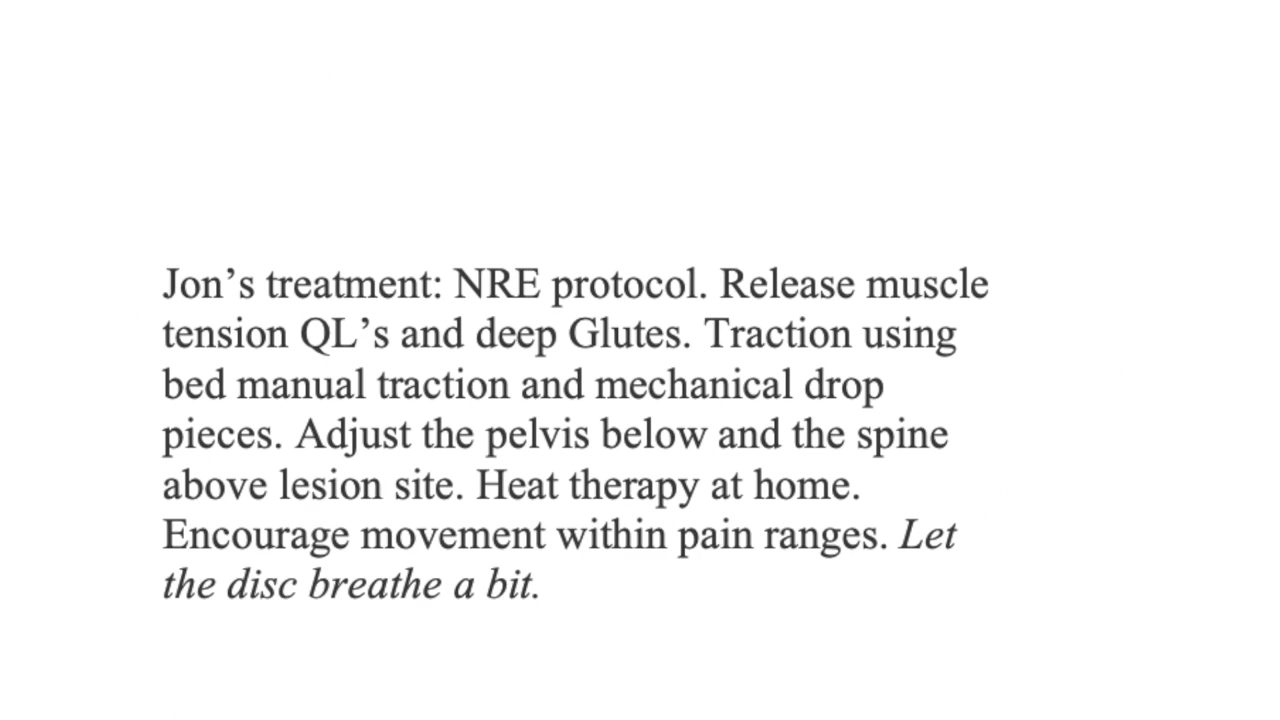 Jon’s treatment: NRE protocol. Release muscle
tension QL’s and deep Glutes. Traction using
bed manual traction and mechanical drop
pieces. Adjust the pelvis below and the spine
above lesion site. Heat therapy at home.
Encourage movement within pain ranges. Let
the disc breathe a bit.